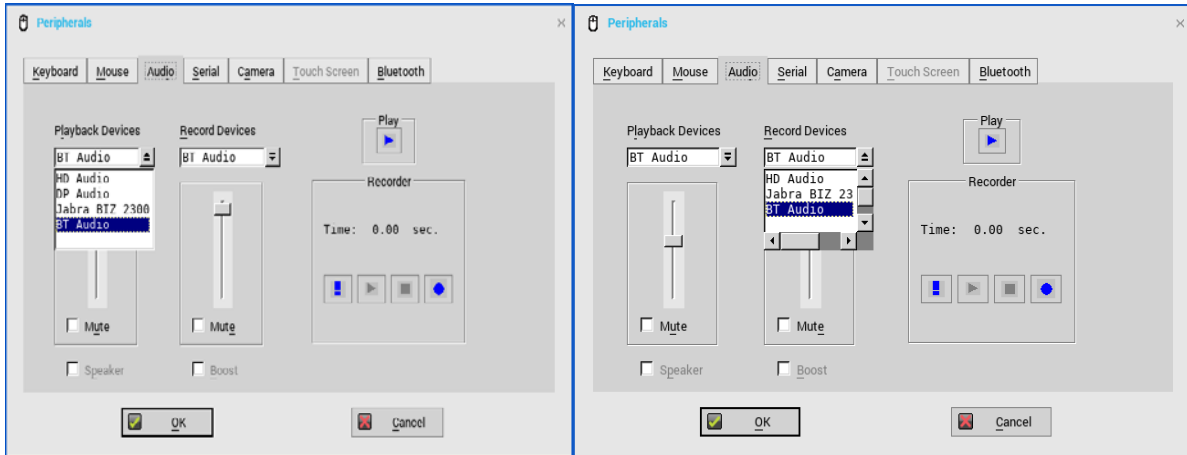 Peripherals
Keyboard Mouse Audio Serial Camera Touch Screen Bluetooth
Playback Devices Record Devices Play
BT Audio BT Audio
HD Audio
DP Audio
Jabra BIZ 2300
BT Audio
Recorder
Time: 0.00 sec.
Mute Mute
Speaker Boost
OK Cancel
Peripherals
Keyboard Mouse Audio Serial Camera Touch Screen Bluetooth
Playback Devices Record Devices Play
BT Audio BT Audio
HD Audio
Jabra BIZ 23
BT Audio
Recorder
Time: 0.00 sec.
Mute Mute
Speaker Boost
OK Cancel